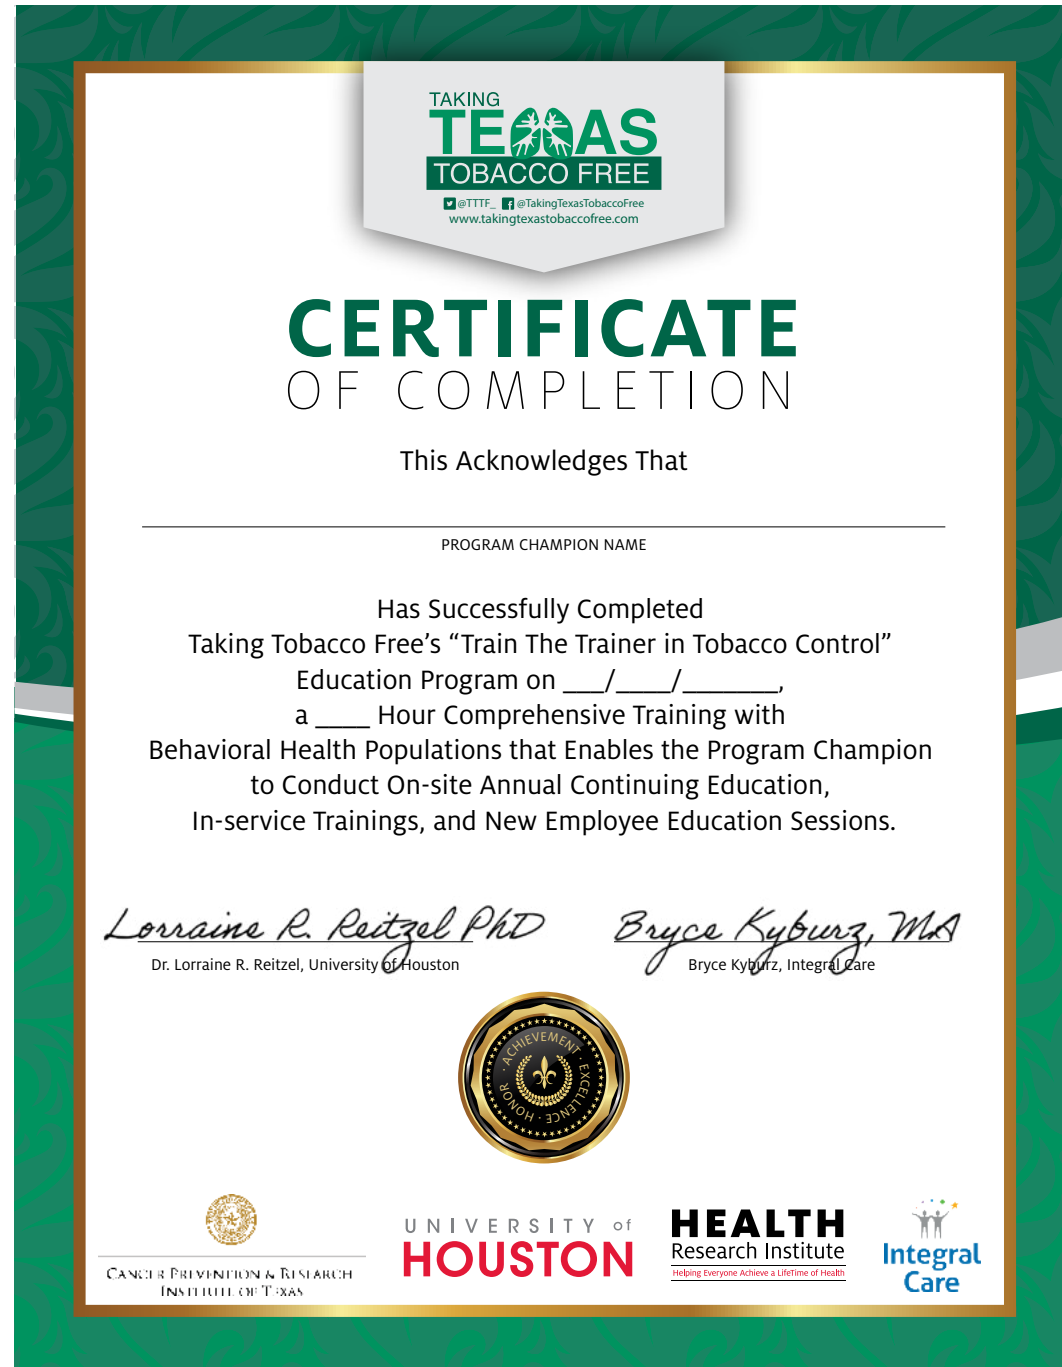 TAKING
TEXAS
TOBACCO FREE
@TTTF_ @TakingTexasTobaccoFree
www.takingtexastobaccofree.com
CERTIFICATE
OF COMPLETION
This Acknowledges That
PROGRAM CHAMPION NAME
Has Successfully Completed
Taking Tobacco Free’s “Train The Trainer in Tobacco Control”
Education Program on ___/____/_______,
a ____ Hour Comprehensive Training with
Behavioral Health Populations that Enables the Program Champion
to Conduct On-site Annual Continuing Education,
In-service Trainings, and New Employee Education Sessions.
Lorraine R. Reitzel PhD
Bryce Kyburz, MA
Dr. Lorraine R. Reitzel, University of Houston
Bryce Kyburz, Integral Care
HONOR · ACHIEVEMENT · EXCELLENCE ·
CANCER PREVENTION & RESEARCH
INSTITUTE OF TEXAS
UNIVERSITY of
HOUSTON
HEALTH
Research Institute
Helping Everyone Achieve a LifeTime of Health
Integral
Care